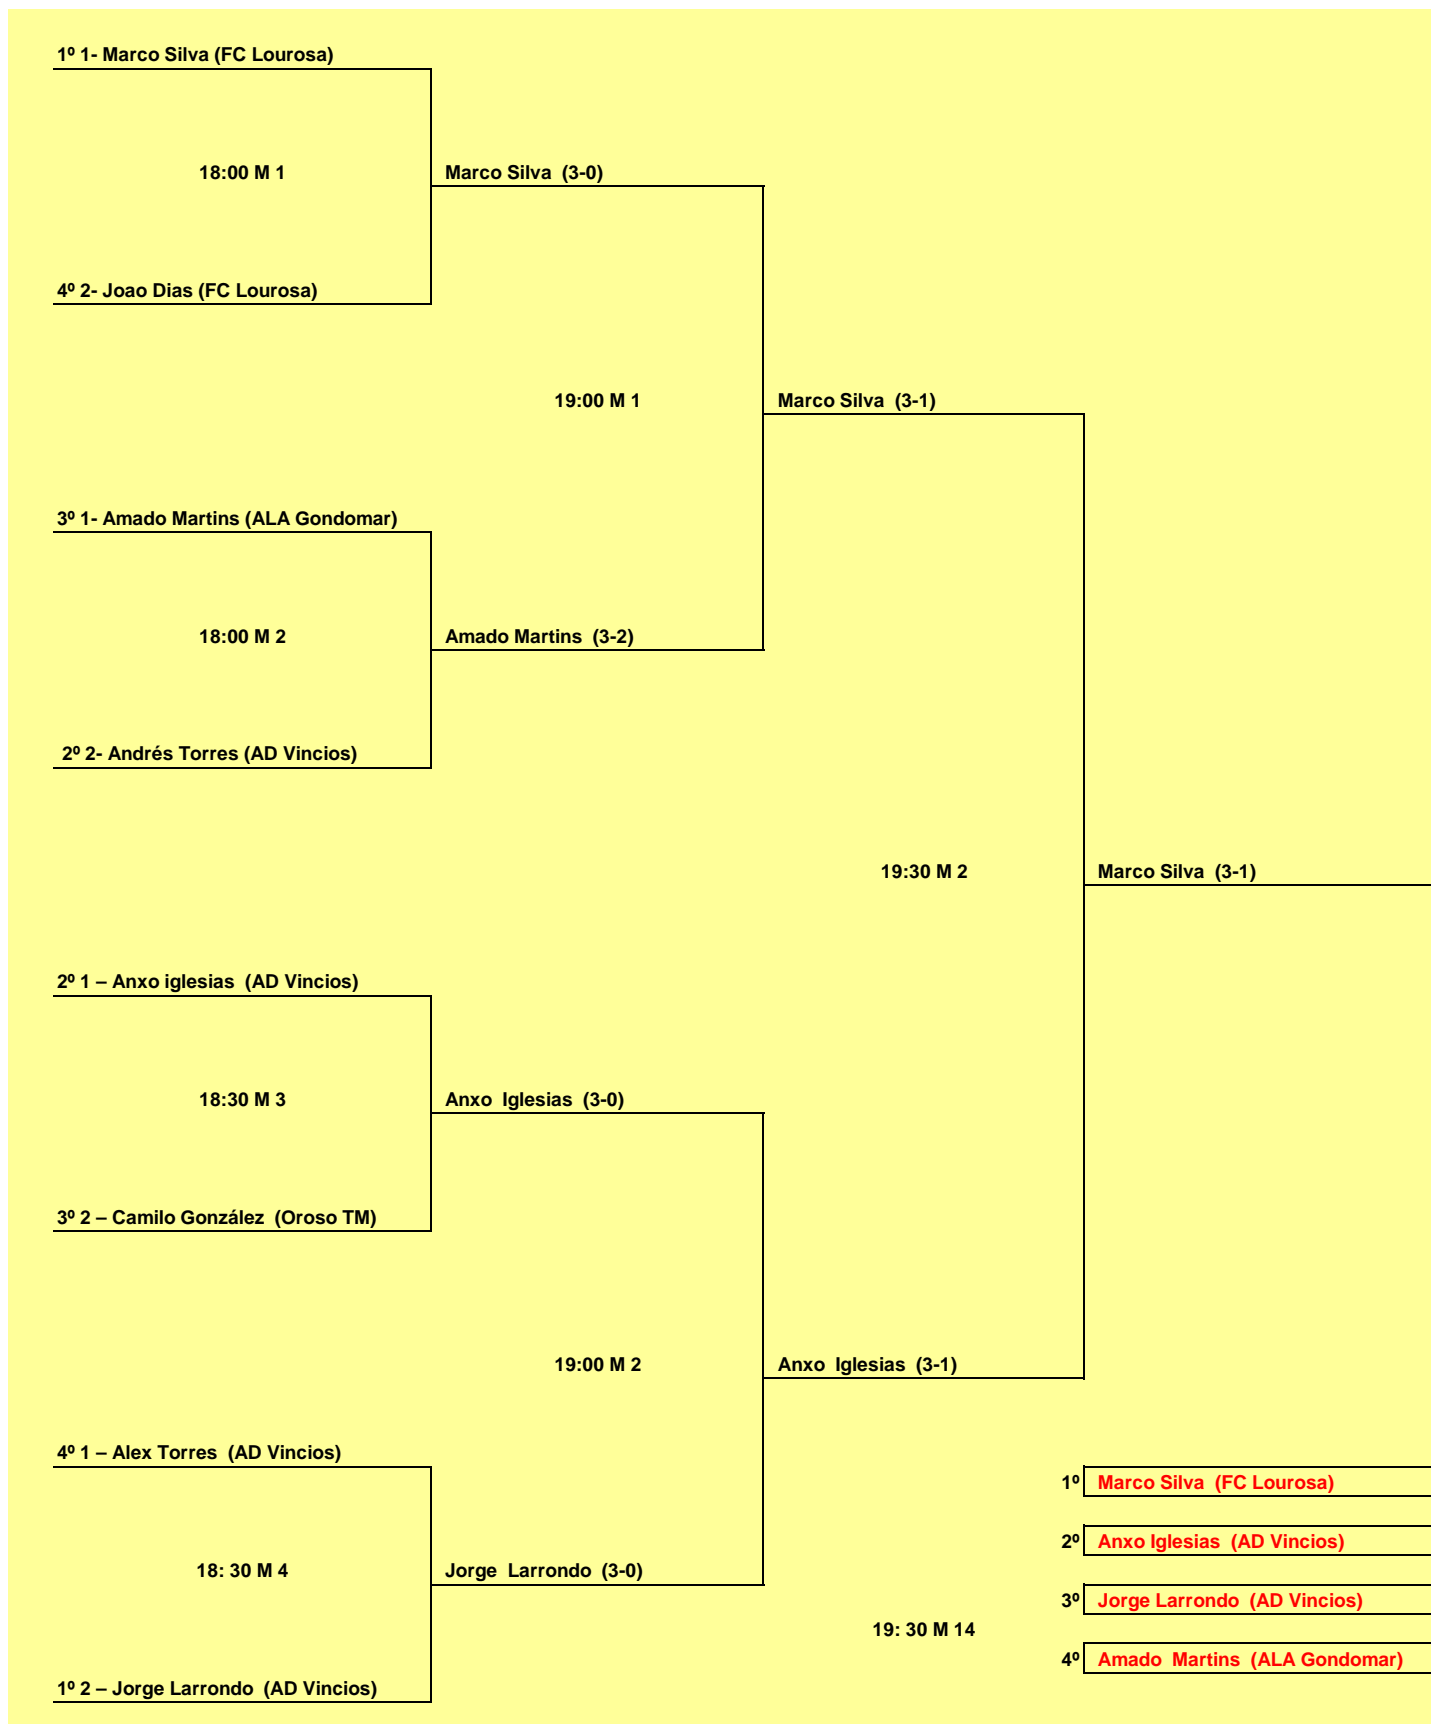 1º 1- Marco Silva (FC Lourosa)
18:00 M 1
Marco Silva (3-0)
4º 2- Joao Dias (FC Lourosa)
19:00 M 1
Marco Silva (3-1)
3º 1- Amado Martins (ALA Gondomar)
18:00 M 2
Amado Martins (3-2)
2º 2- Andrés Torres (AD Vincios)
19:30 M 2
Marco Silva (3-1)
2º 1 – Anxo iglesias (AD Vincios)
18:30 M 3
Anxo Iglesias (3-0)
3º 2 – Camilo González (Oroso TM)
19:00 M 2
Anxo Iglesias (3-1)
4º 1 – Alex Torres (AD Vincios)
1º Marco Silva (FC Lourosa)
2º Anxo Iglesias (AD Vincios)
18: 30 M 4
Jorge Larrondo (3-0)
3º Jorge Larrondo (AD Vincios)
19: 30 M 14
4º Amado Martins (ALA Gondomar)
1º 2 – Jorge Larrondo (AD Vincios)